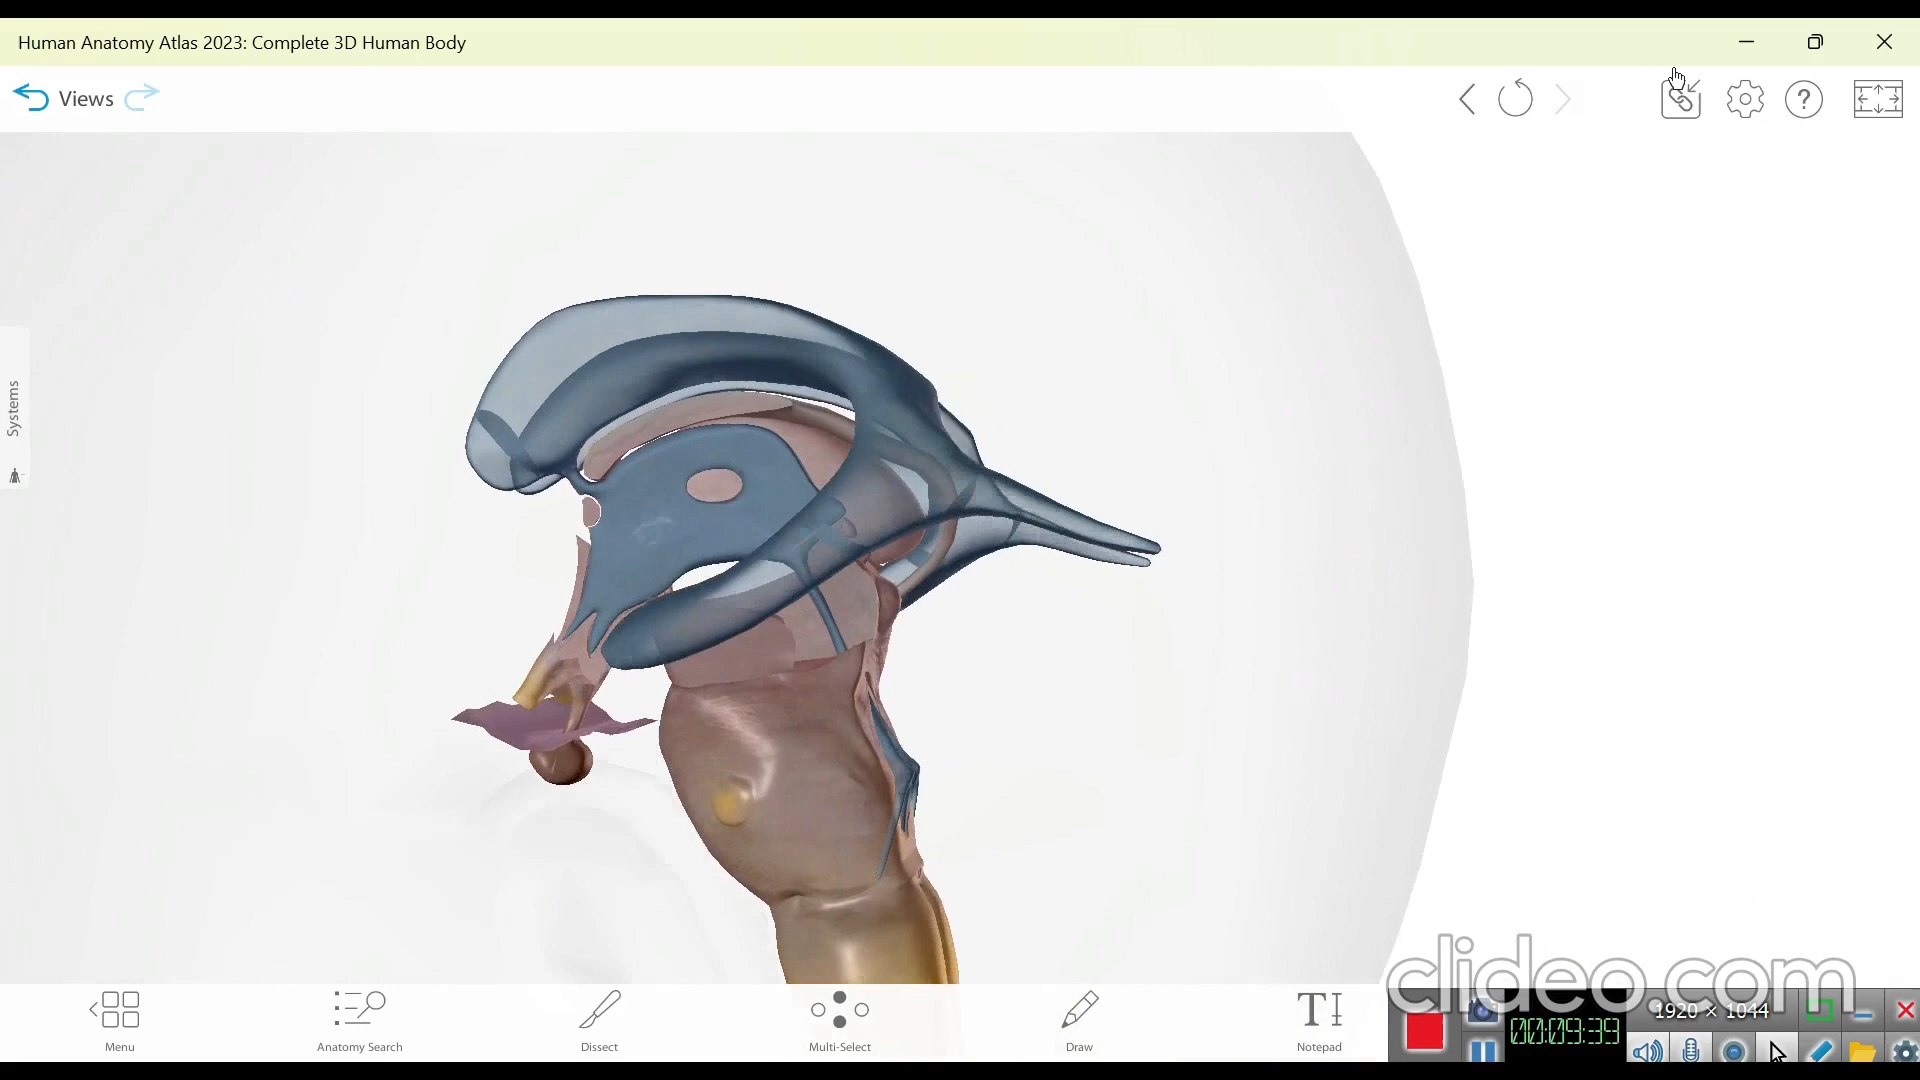 Human Anatomy Atlas 2023: Complete 3D Human Body
Views
?
Systems
clideo.com
1920 × 1044
00:09:39
Menu
Anatomy Search
Dissect
Multi-Select
Draw
Notepad